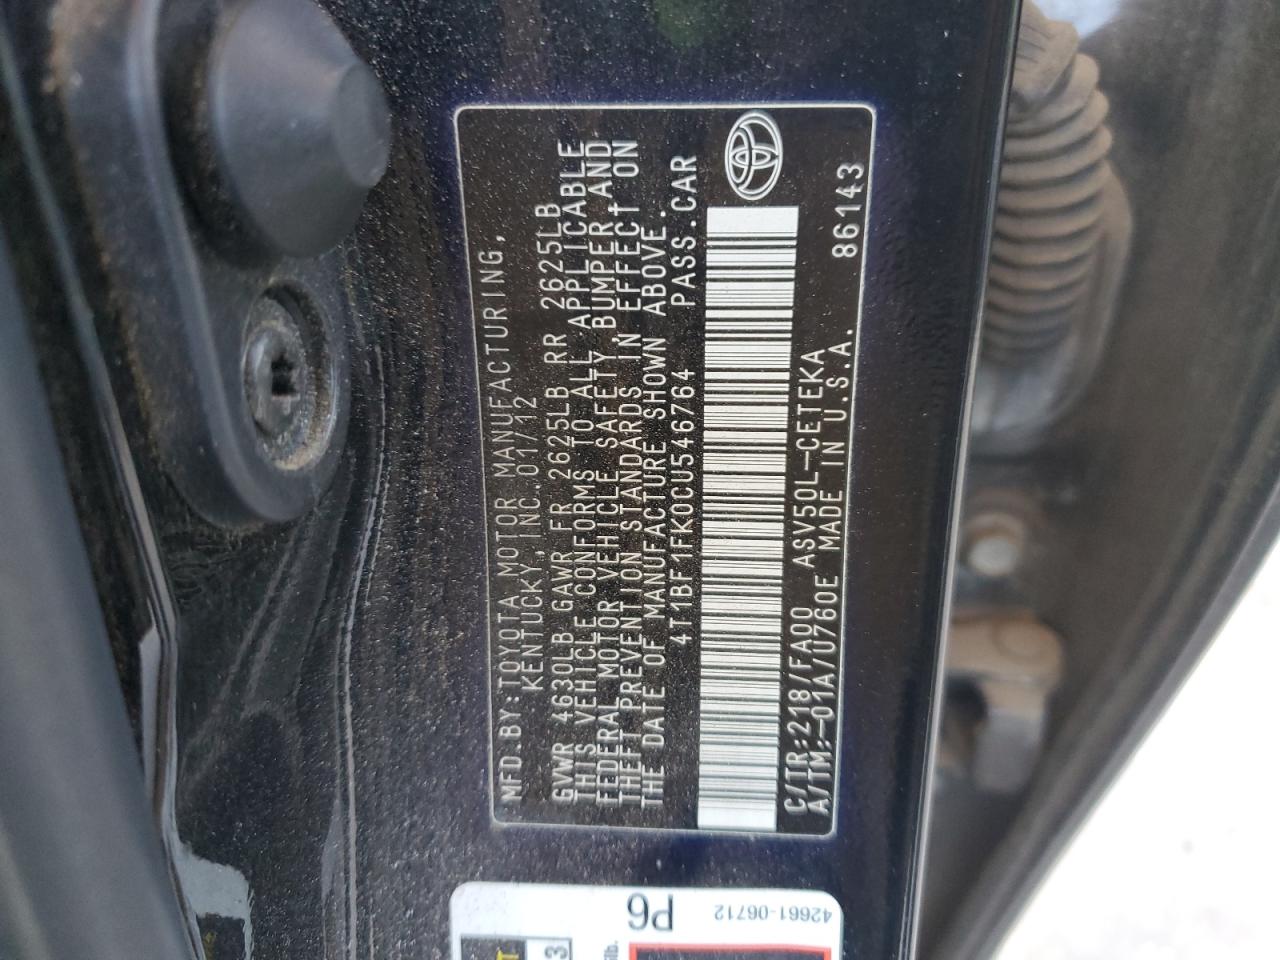 MFD.BY:TOYOTA MOTOR MANUFACTURING,
KENTUCKY,INC.01/12
GVWR 4630LB GAWR FR 2625LB RR 2625LB
THIS VEHICLE CONFORMS TO ALL APPLICABLE
FEDERAL MOTOR VEHICLE SAFETY,BUMPER,AND
THEFT PREVENTION STANDARDS IN EFFECT ON
THE DATE OF MANUFACTURE SHOWN ABOVE.
4T1BF1FK0CU546764 PASS.CAR
C/TR:218/FA00 ASV50L-CETEKA
A/TM:-01A/U760E MADE IN U.S.A. 86143
P6
42661-06712